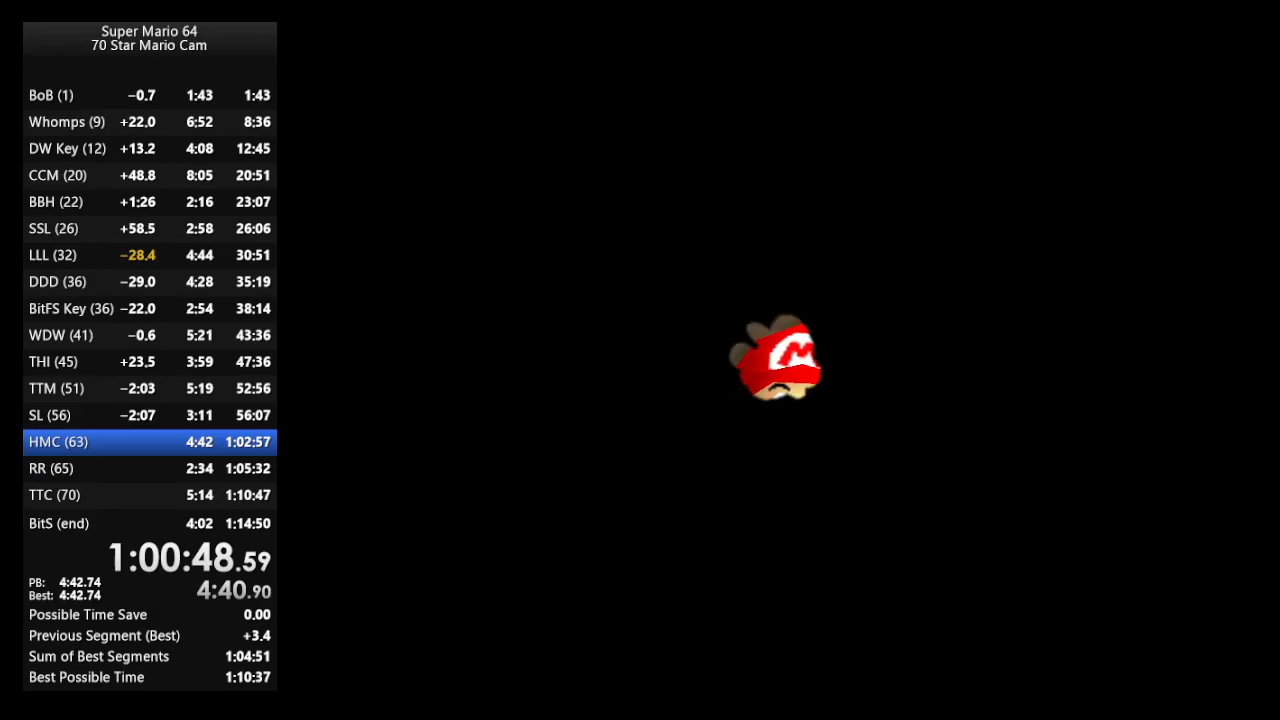 Super Mario 64
70 Star Mario Cam
BoB (1) −0.7 1:43 1:43
Whomps (9) +22.0 6:52 8:36
DW Key (12) +13.2 4:08 12:45
CCM (20) +48.8 8:05 20:51
BBH (22) +1:26 2:16 23:07
SSL (26) +58.5 2:58 26:06
LLL (32) −28.4 4:44 30:51
DDD (36) −29.0 4:28 35:19
BitFS Key (36) −22.0 2:54 38:14
WDW (41) −0.6 5:21 43:36
THI (45) +23.5 3:59 47:36
TTM (51) −2:03 5:19 52:56
SL (56) −2:07 3:11 56:07
HMC (63) 4:42 1:02:57
RR (65) 2:34 1:05:32
TTC (70) 5:14 1:10:47
BitS (end) 4:02 1:14:50
1:00:48.59
PB: 4:42.74
Best: 4:42.74
4:40.90
Possible Time Save 0.00
Previous Segment (Best) +3.4
Sum of Best Segments 1:04:51
Best Possible Time 1:10:37
M